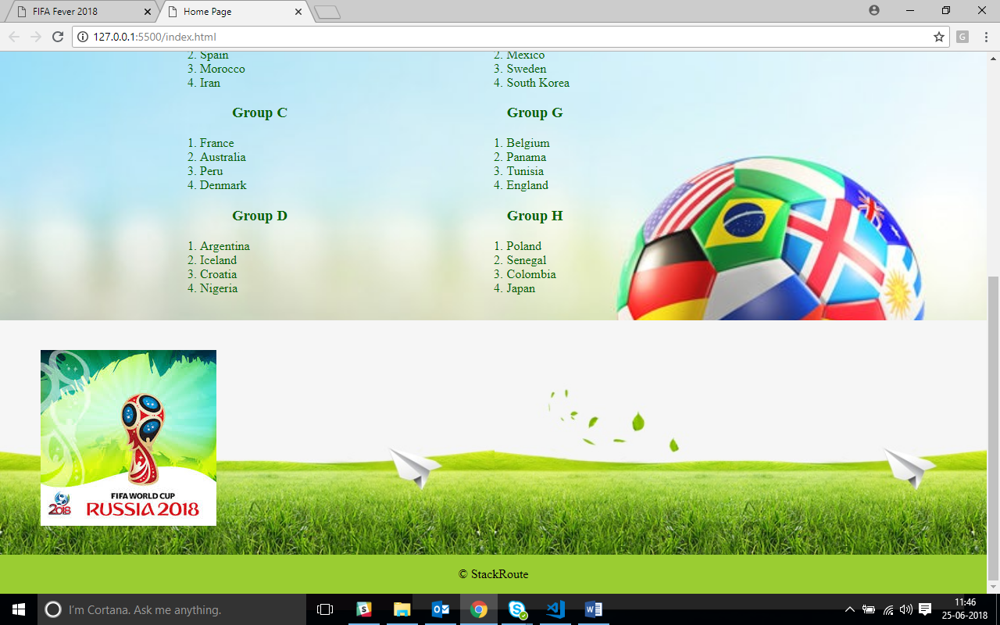 FIFA Fever 2018
Home Page
127.0.0.1:5500/index.html
G
2. Spain
3. Morocco
4. Iran
Group C
1. France
2. Australia
3. Peru
4. Denmark
Group D
1. Argentina
2. Iceland
3. Croatia
4. Nigeria
2. Mexico
3. Sweden
4. South Korea
Group G
1. Belgium
2. Panama
3. Tunisia
4. England
Group H
1. Poland
2. Senegal
3. Colombia
4. Japan
2018
FIFA WORLD CUP
RUSSIA 2018
© StackRoute
I'm Cortana. Ask me anything.
11:46
25-06-2018